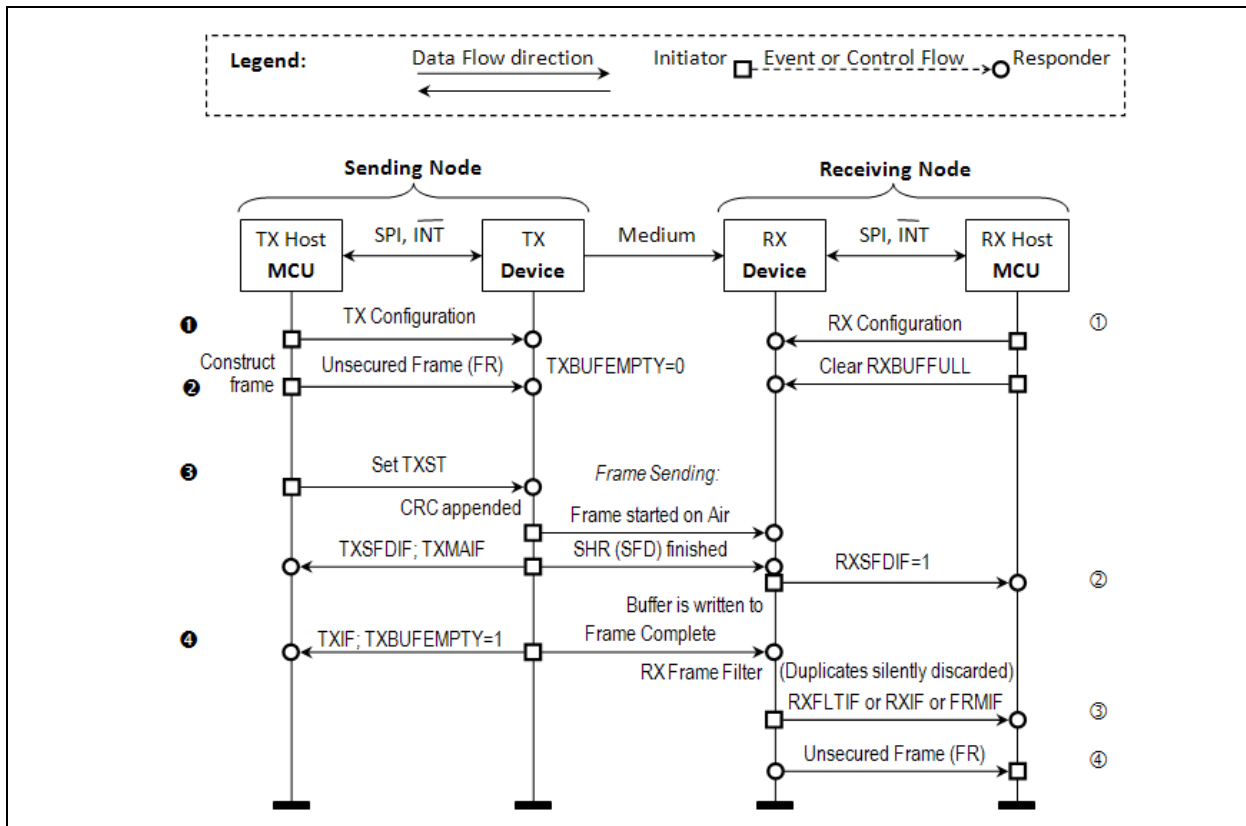 Legend: Data Flow direction Initiator Event or Control Flow Responder
Sending Node Receiving Node
TX Host MCU SPI, INT TX Device Medium RX Device SPI, INT RX Host MCU
❶ TX Configuration RX Configuration ①
Construct frame
❷ Unsecured Frame (FR) TXBUFEMPTY=0 Clear RXBUFFULL
❸ Set TXST Frame Sending:
CRC appended Frame started on Air
TXSFDIF; TXMAIF SHR (SFD) finished
RXSFDIF=1 ②
Buffer is written to
❹ TXIF; TXBUFEMPTY=1 Frame Complete
RX Frame Filter (Duplicates silently discarded)
RXFLTIF or RXIF or FRMIF ③
Unsecured Frame (FR) ④